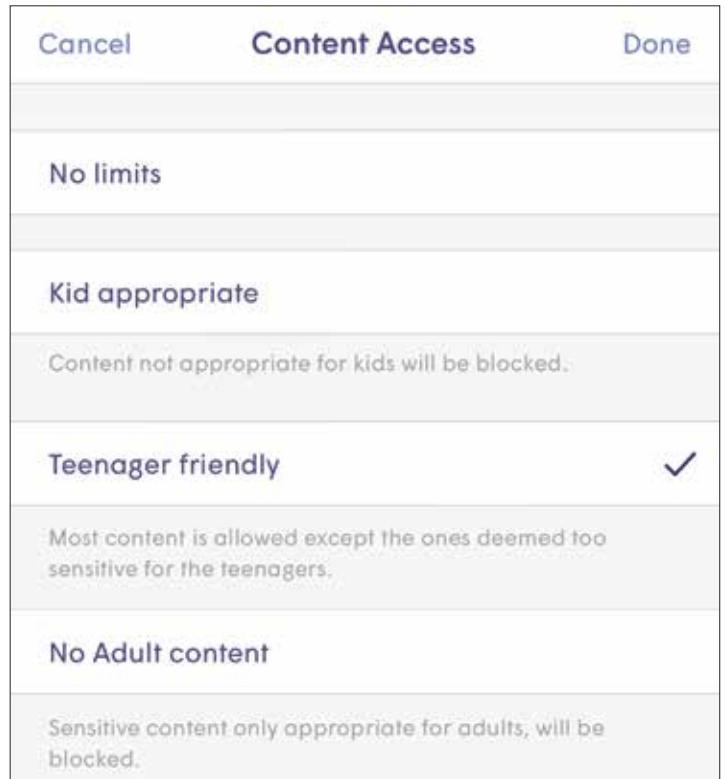 Cancel Content Access Done
No limits
Kid appropriate
Content not appropriate for kids will be blocked.
Teenager friendly
Most content is allowed except the ones deemed too
sensitive for the teenagers.
No Adult content
Sensitive content only appropriate for adults, will be
blocked.